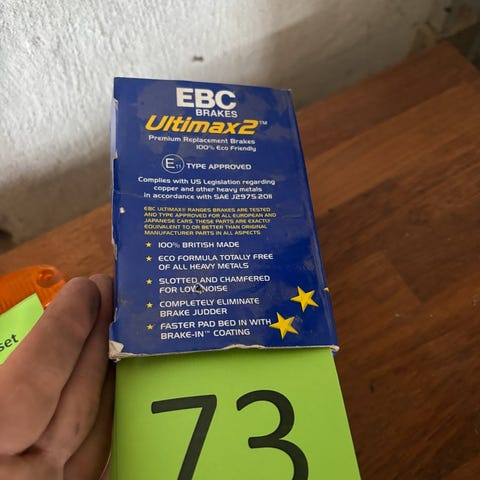 EBC
BRAKES
Ultimax2™
Premium Replacement Brakes
100% Eco Friendly
E11 TYPE APPROVED
Complies with US Legislation regarding
copper and other heavy metals
in accordance with SAE J2975:2011
EBC ULTIMAX® RANGES BRAKES ARE TESTED
AND TYPE APPROVED FOR ALL EUROPEAN AND
JAPANESE CARS. THESE PARTS ARE EXACTLY
EQUIVALENT TO OR BETTER THAN ORIGINAL
MANUFACTURER PARTS IN ALL ASPECTS
★ 100% BRITISH MADE
★ ECO FORMULA TOTALLY FREE
OF ALL HEAVY METALS
★ SLOTTED AND CHAMFERED
FOR LOW NOISE
★ COMPLETELY ELIMINATE
BRAKE JUDDER
★ FASTER PAD BED IN WITH
BRAKE-IN™ COATING
set
73